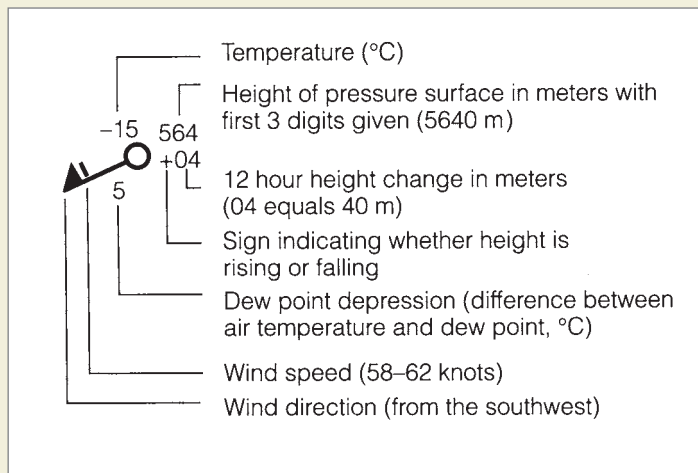 Temperature (°C)
Height of pressure surface in meters with
first 3 digits given (5640 m)
–15 564
+04
5
12 hour height change in meters
(04 equals 40 m)
Sign indicating whether height is
rising or falling
Dew point depression (difference between
air temperature and dew point, °C)
Wind speed (58–62 knots)
Wind direction (from the southwest)